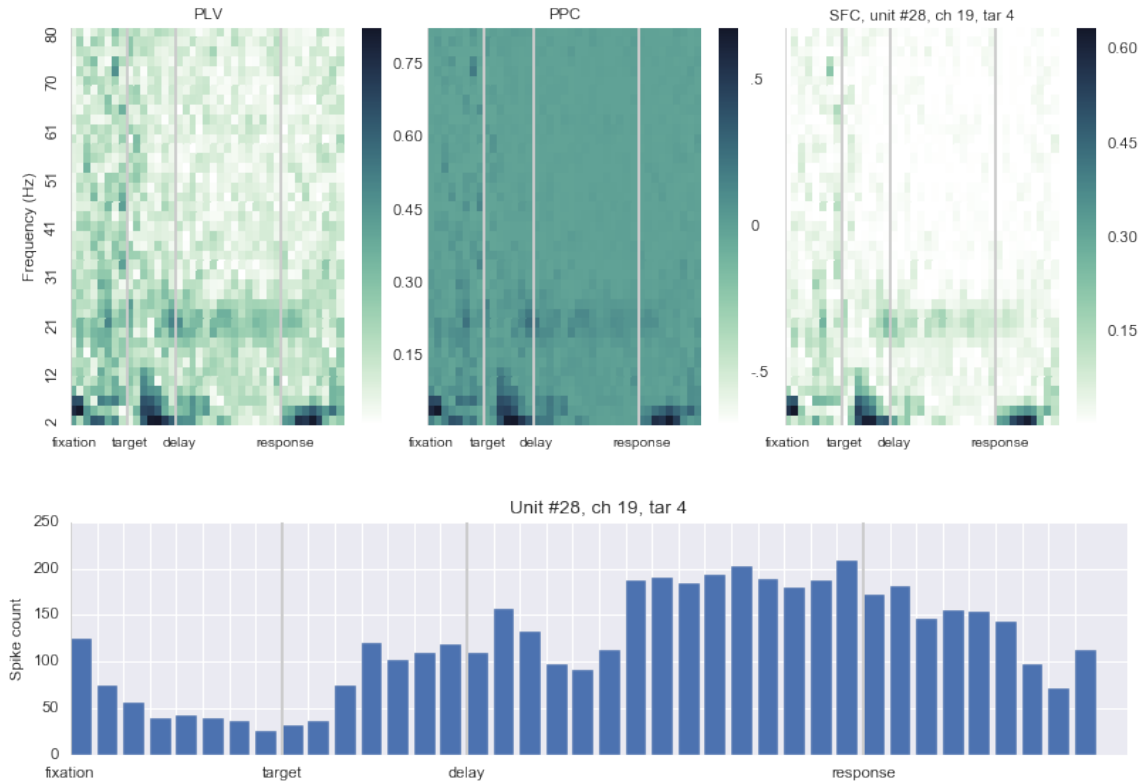 PLV
80
70
61
51
41
31
21
12
2
Frequency (Hz)
fixation target delay response
0.75
0.60
0.45
0.30
0.15
PPC
fixation target delay response
.5
0
-.5
SFC, unit #28, ch 19, tar 4
fixation target delay response
0.60
0.45
0.30
0.15
Unit #28, ch 19, tar 4
250
200
150
100
50
0
Spike count
fixation target delay response